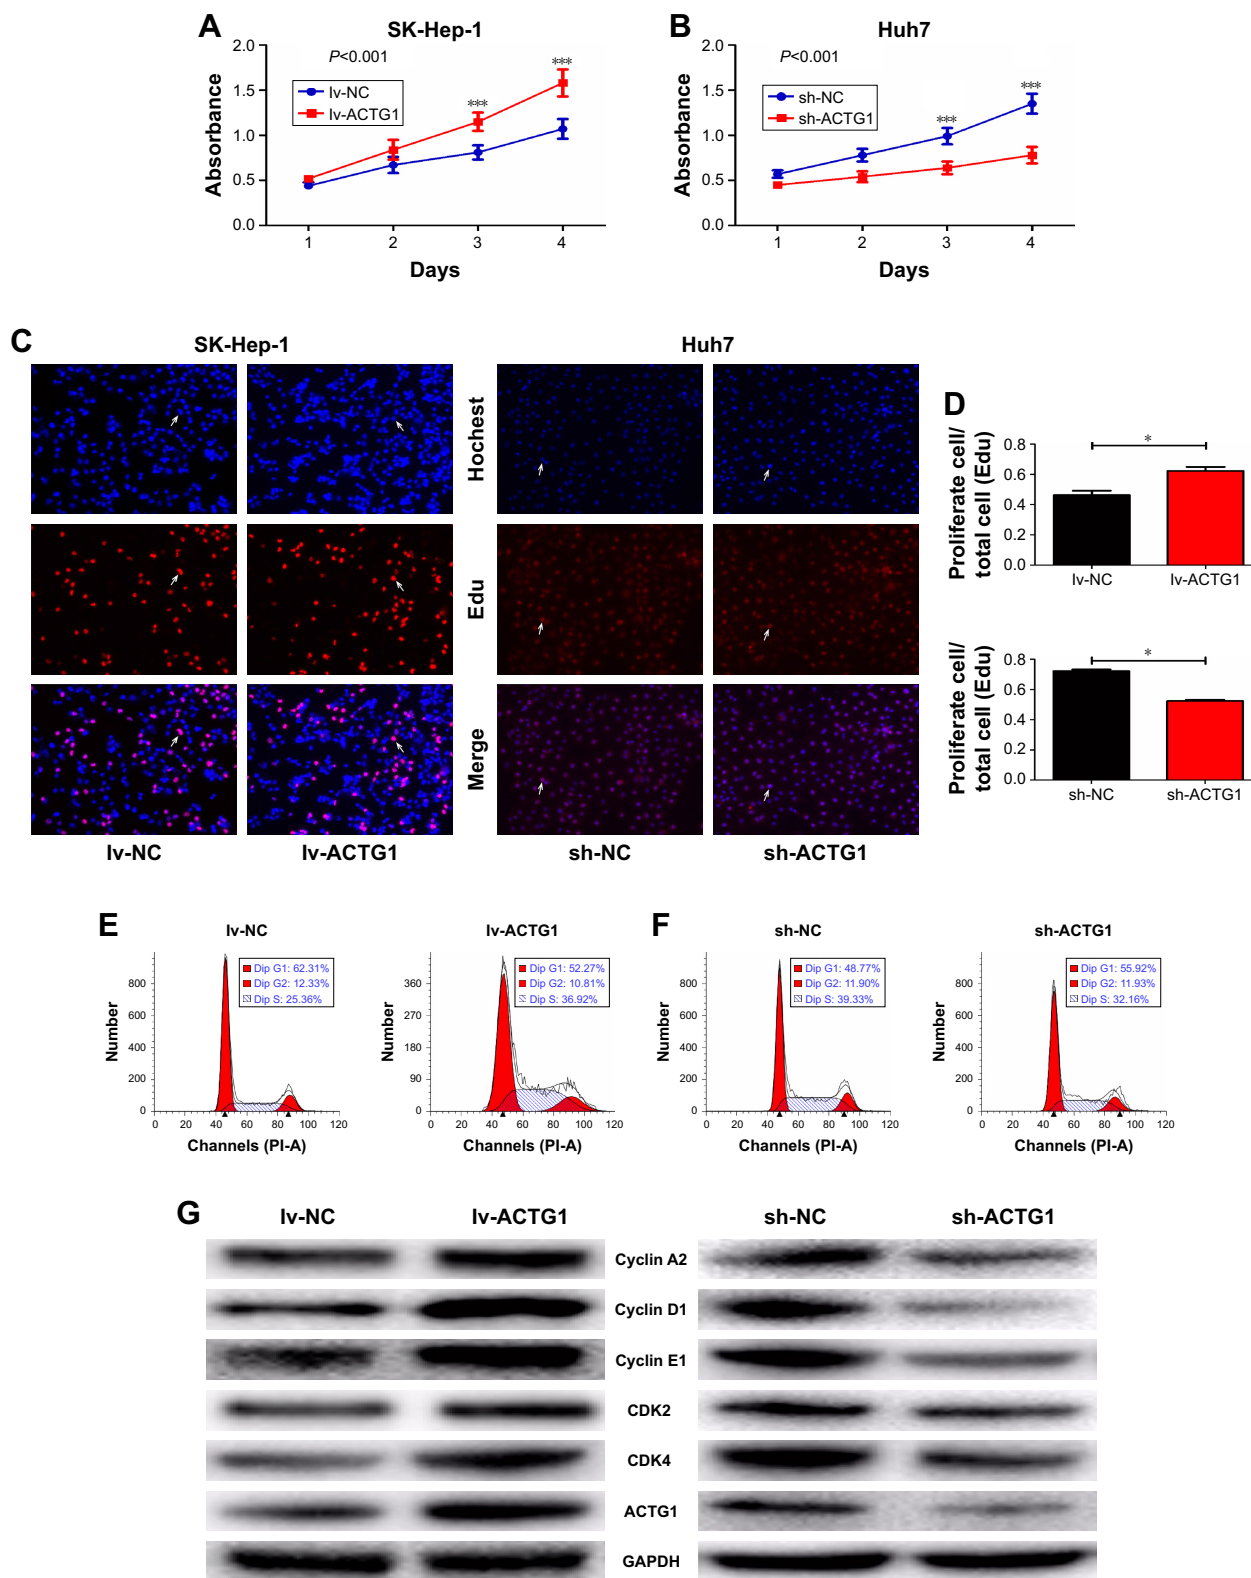 A
SK-Hep-1
Absorbance
2.0
1.5
1.0
0.5
0.0
P<0.001
lv-NC
lv-ACTG1
***
***
1 2 3 4
Days
B
Huh7
Absorbance
2.0
1.5
1.0
0.5
0.0
P<0.001
sh-NC
sh-ACTG1
***
***
1 2 3 4
Days
C
SK-Hep-1
Huh7
Hochest
Edu
Merge
lv-NC
lv-ACTG1
sh-NC
sh-ACTG1
D
Proliferate cell/
total cell (Edu)
0.8
0.6
0.4
0.2
0.0
*
lv-NC
lv-ACTG1
Proliferate cell/
total cell (Edu)
0.8
0.6
0.4
0.2
0.0
*
sh-NC
sh-ACTG1
E
lv-NC
Number
800
600
400
200
0
Dip G1: 62.31%
Dip G2: 12.33%
Dip S: 25.36%
0 20 40 60 80 100 120
Channels (PI-A)
lv-ACTG1
Number
360
270
180
90
0
Dip G1: 52.27%
Dip G2: 10.81%
Dip S: 36.92%
0 20 40 60 80 100 120
Channels (PI-A)
F
sh-NC
Number
800
600
400
200
0
Dip G1: 48.77%
Dip G2: 11.90%
Dip S: 39.33%
0 20 40 60 80 100 120
Channels (PI-A)
sh-ACTG1
Number
800
600
400
200
0
Dip G1: 55.92%
Dip G2: 11.93%
Dip S: 32.16%
0 20 40 60 80 100 120
Channels (PI-A)
G
lv-NC
lv-ACTG1
sh-NC
sh-ACTG1
Cyclin A2
Cyclin D1
Cyclin E1
CDK2
CDK4
ACTG1
GAPDH